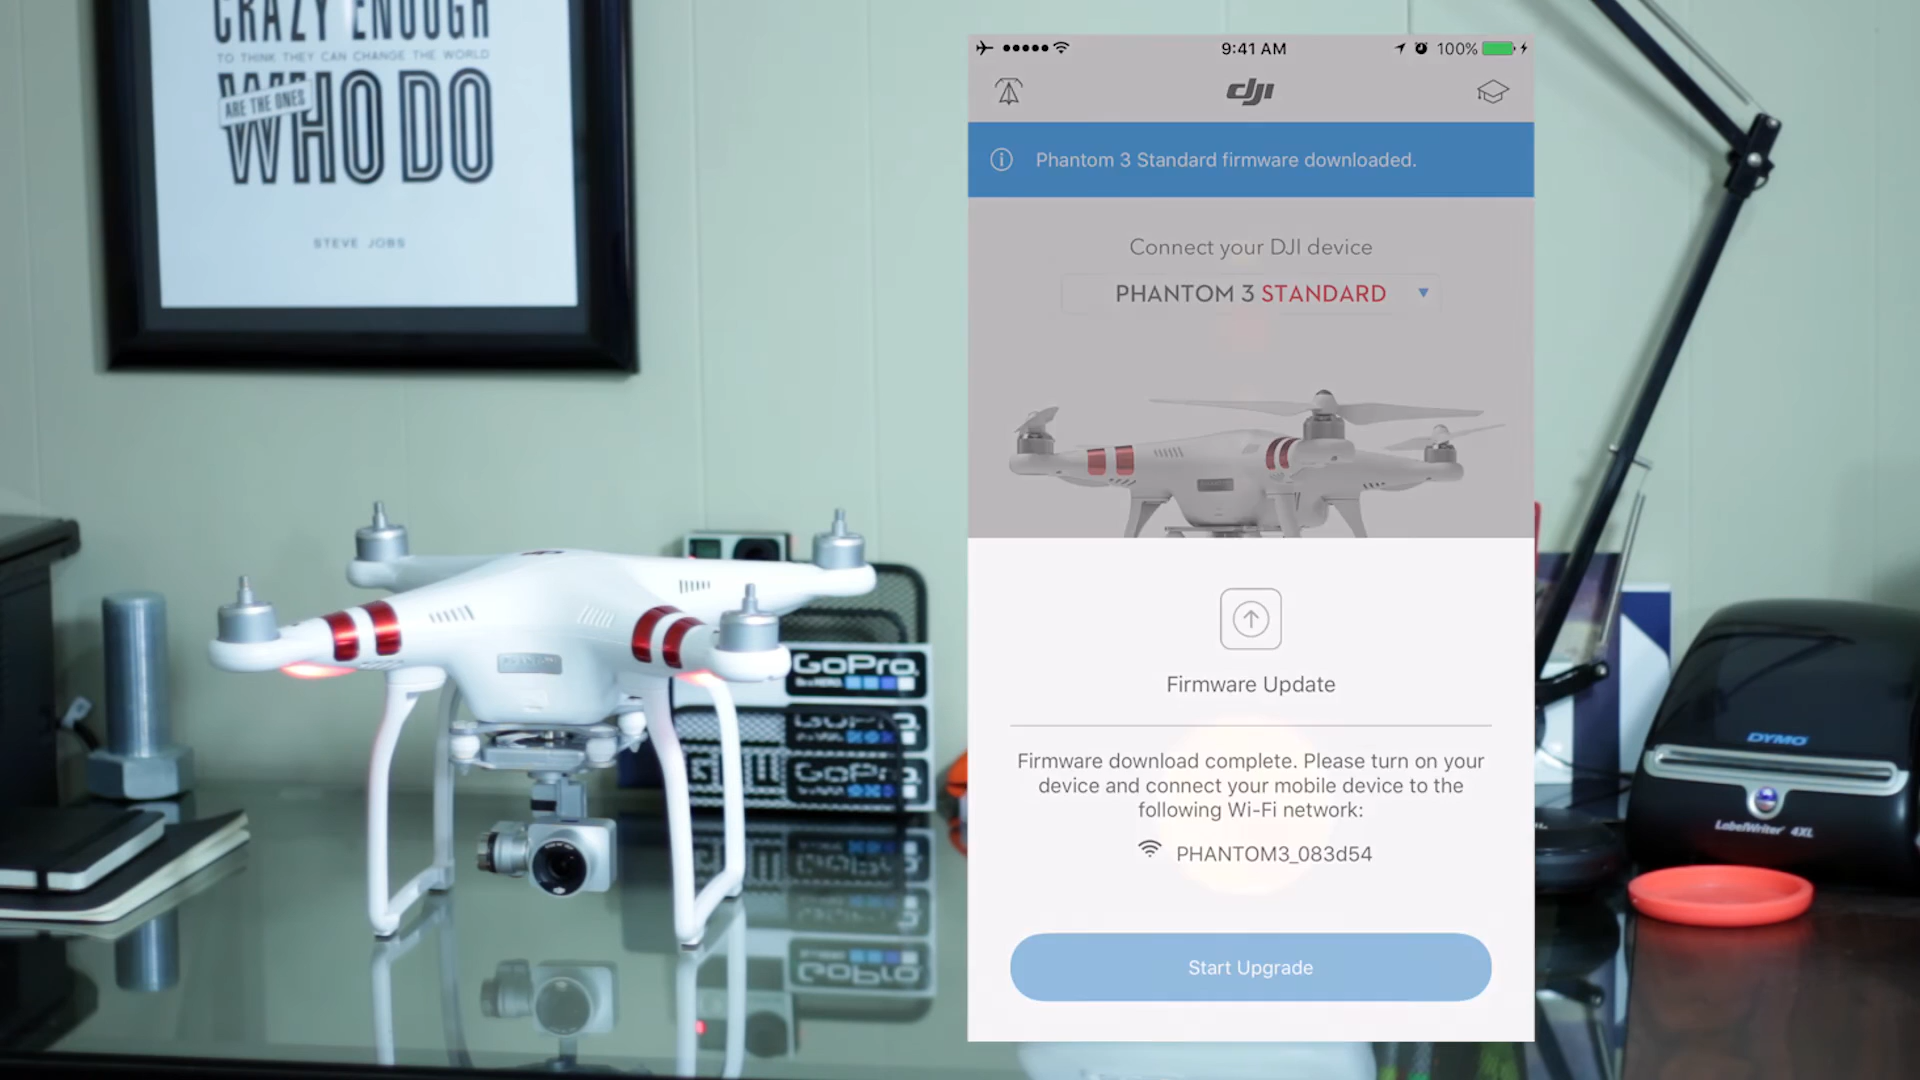 CRAZY ENOUGH
TO THINK THEY CAN CHANGE THE WORLD
ARE THE ONES
WHO DO
STEVE JOBS
9:41 AM
100%
dji
Phantom 3 Standard firmware downloaded.
Connect your DJI device
PHANTOM 3 STANDARD
Firmware Update
Firmware download complete. Please turn on your
device and connect your mobile device to the
following Wi-Fi network:
PHANTOM3_083d54
Start Upgrade
GoPro
GoPro
GoPro
DYMO
LabelWriter 4XL